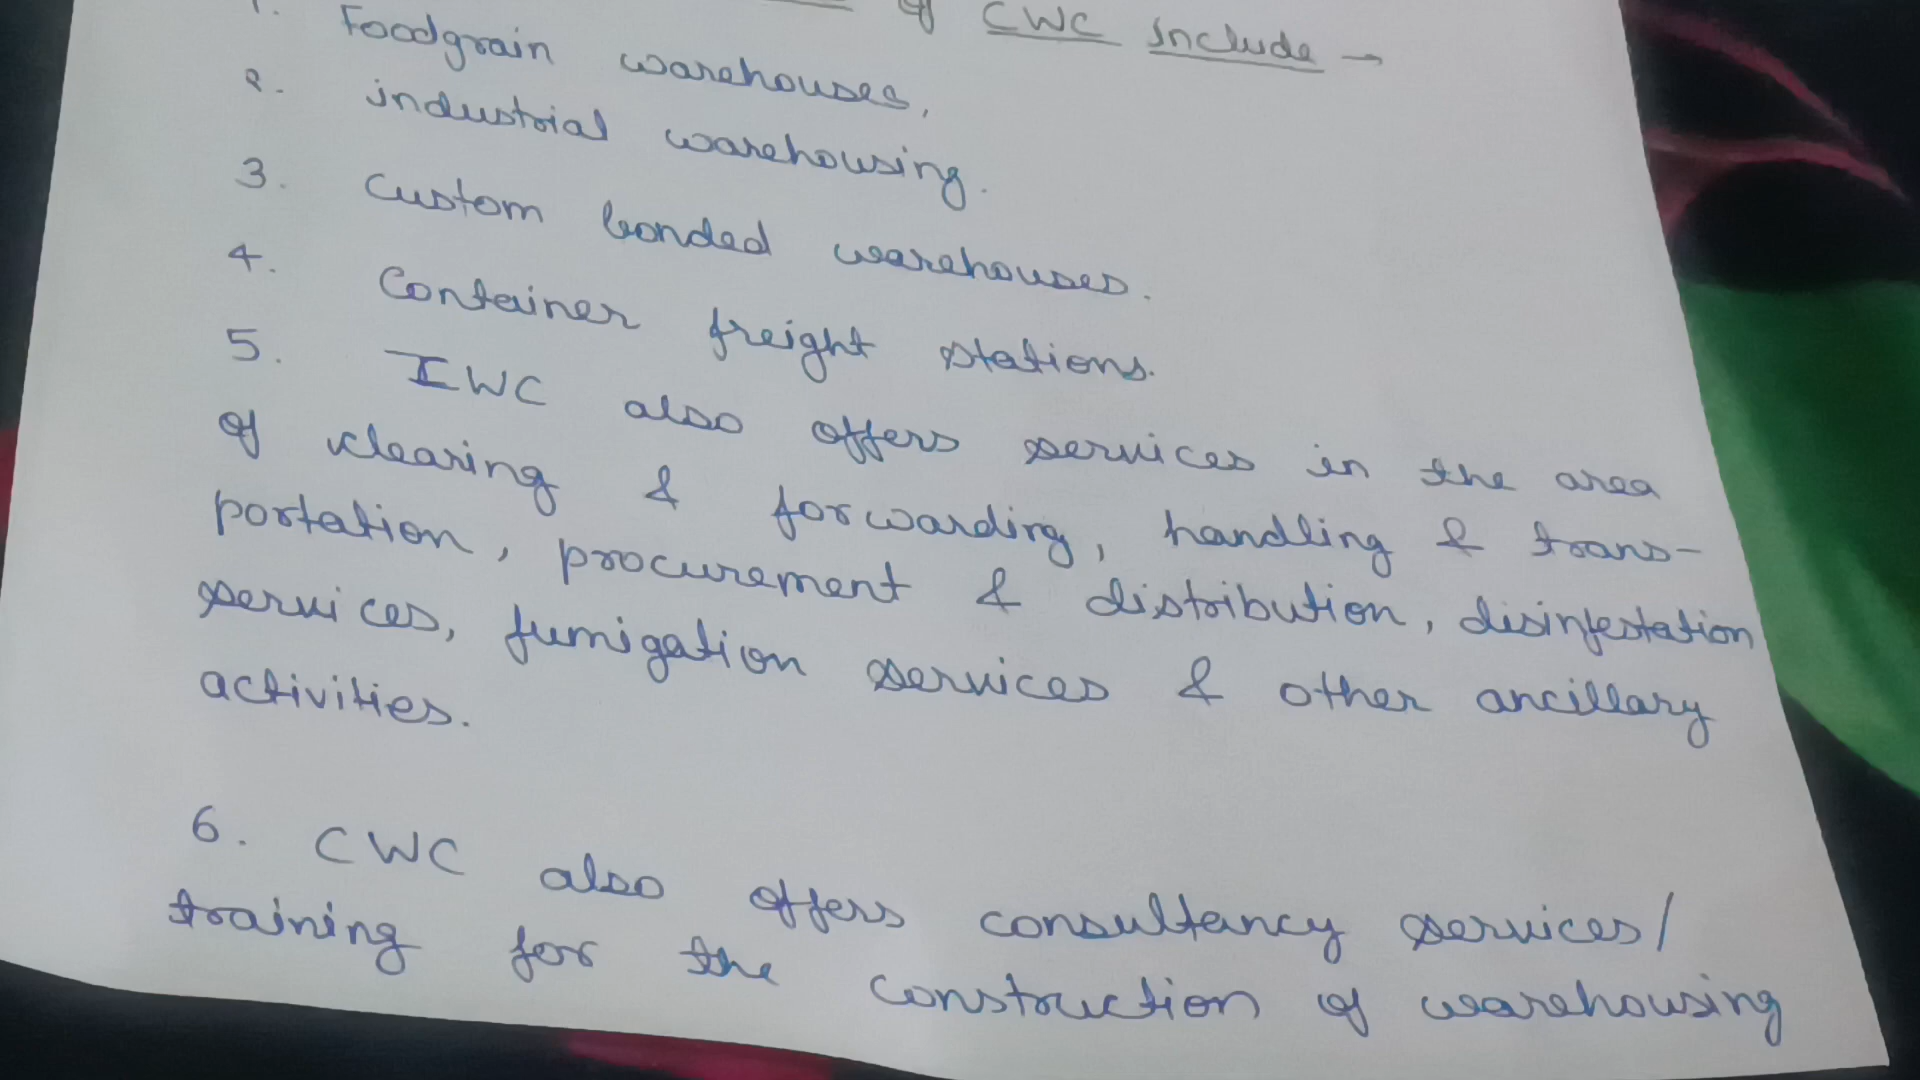 of CWC include →
1. Foodgrain warehouses,
2. industrial warehousing.
3. Custom bonded warehouses.
4. Container freight stations.
5. IWC also offers services in the area
of clearing & forwarding, handling & trans-
portation, procurement & distribution, disinfestation
services, fumigation services & other ancillary
activities.
6. CWC also offers consultancy services/
training for the construction of warehousing